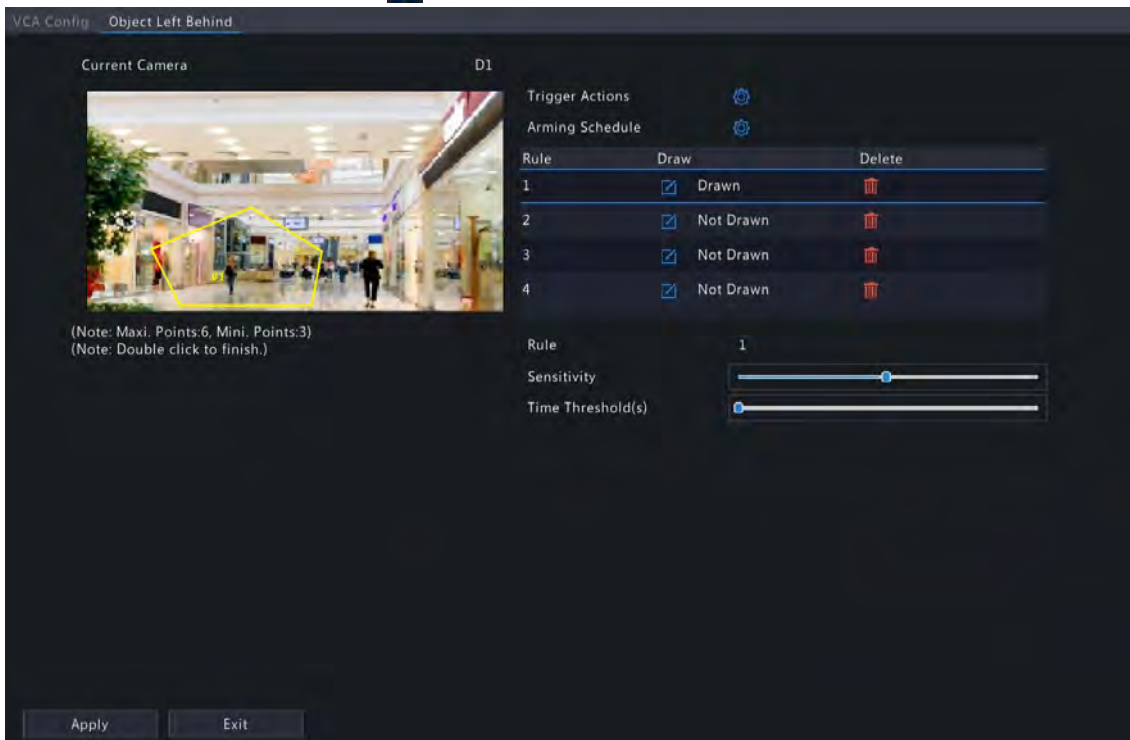 VCA Config Object Left Behind
Current Camera D1
Trigger Actions
Arming Schedule
Rule Draw Delete
1 Drawn
2 Not Drawn
3 Not Drawn
4 Not Drawn
(Note: Maxi. Points:6, Mini. Points:3)
(Note: Double click to finish.)
Rule 1
Sensitivity
Time Threshold(s)
Apply Exit